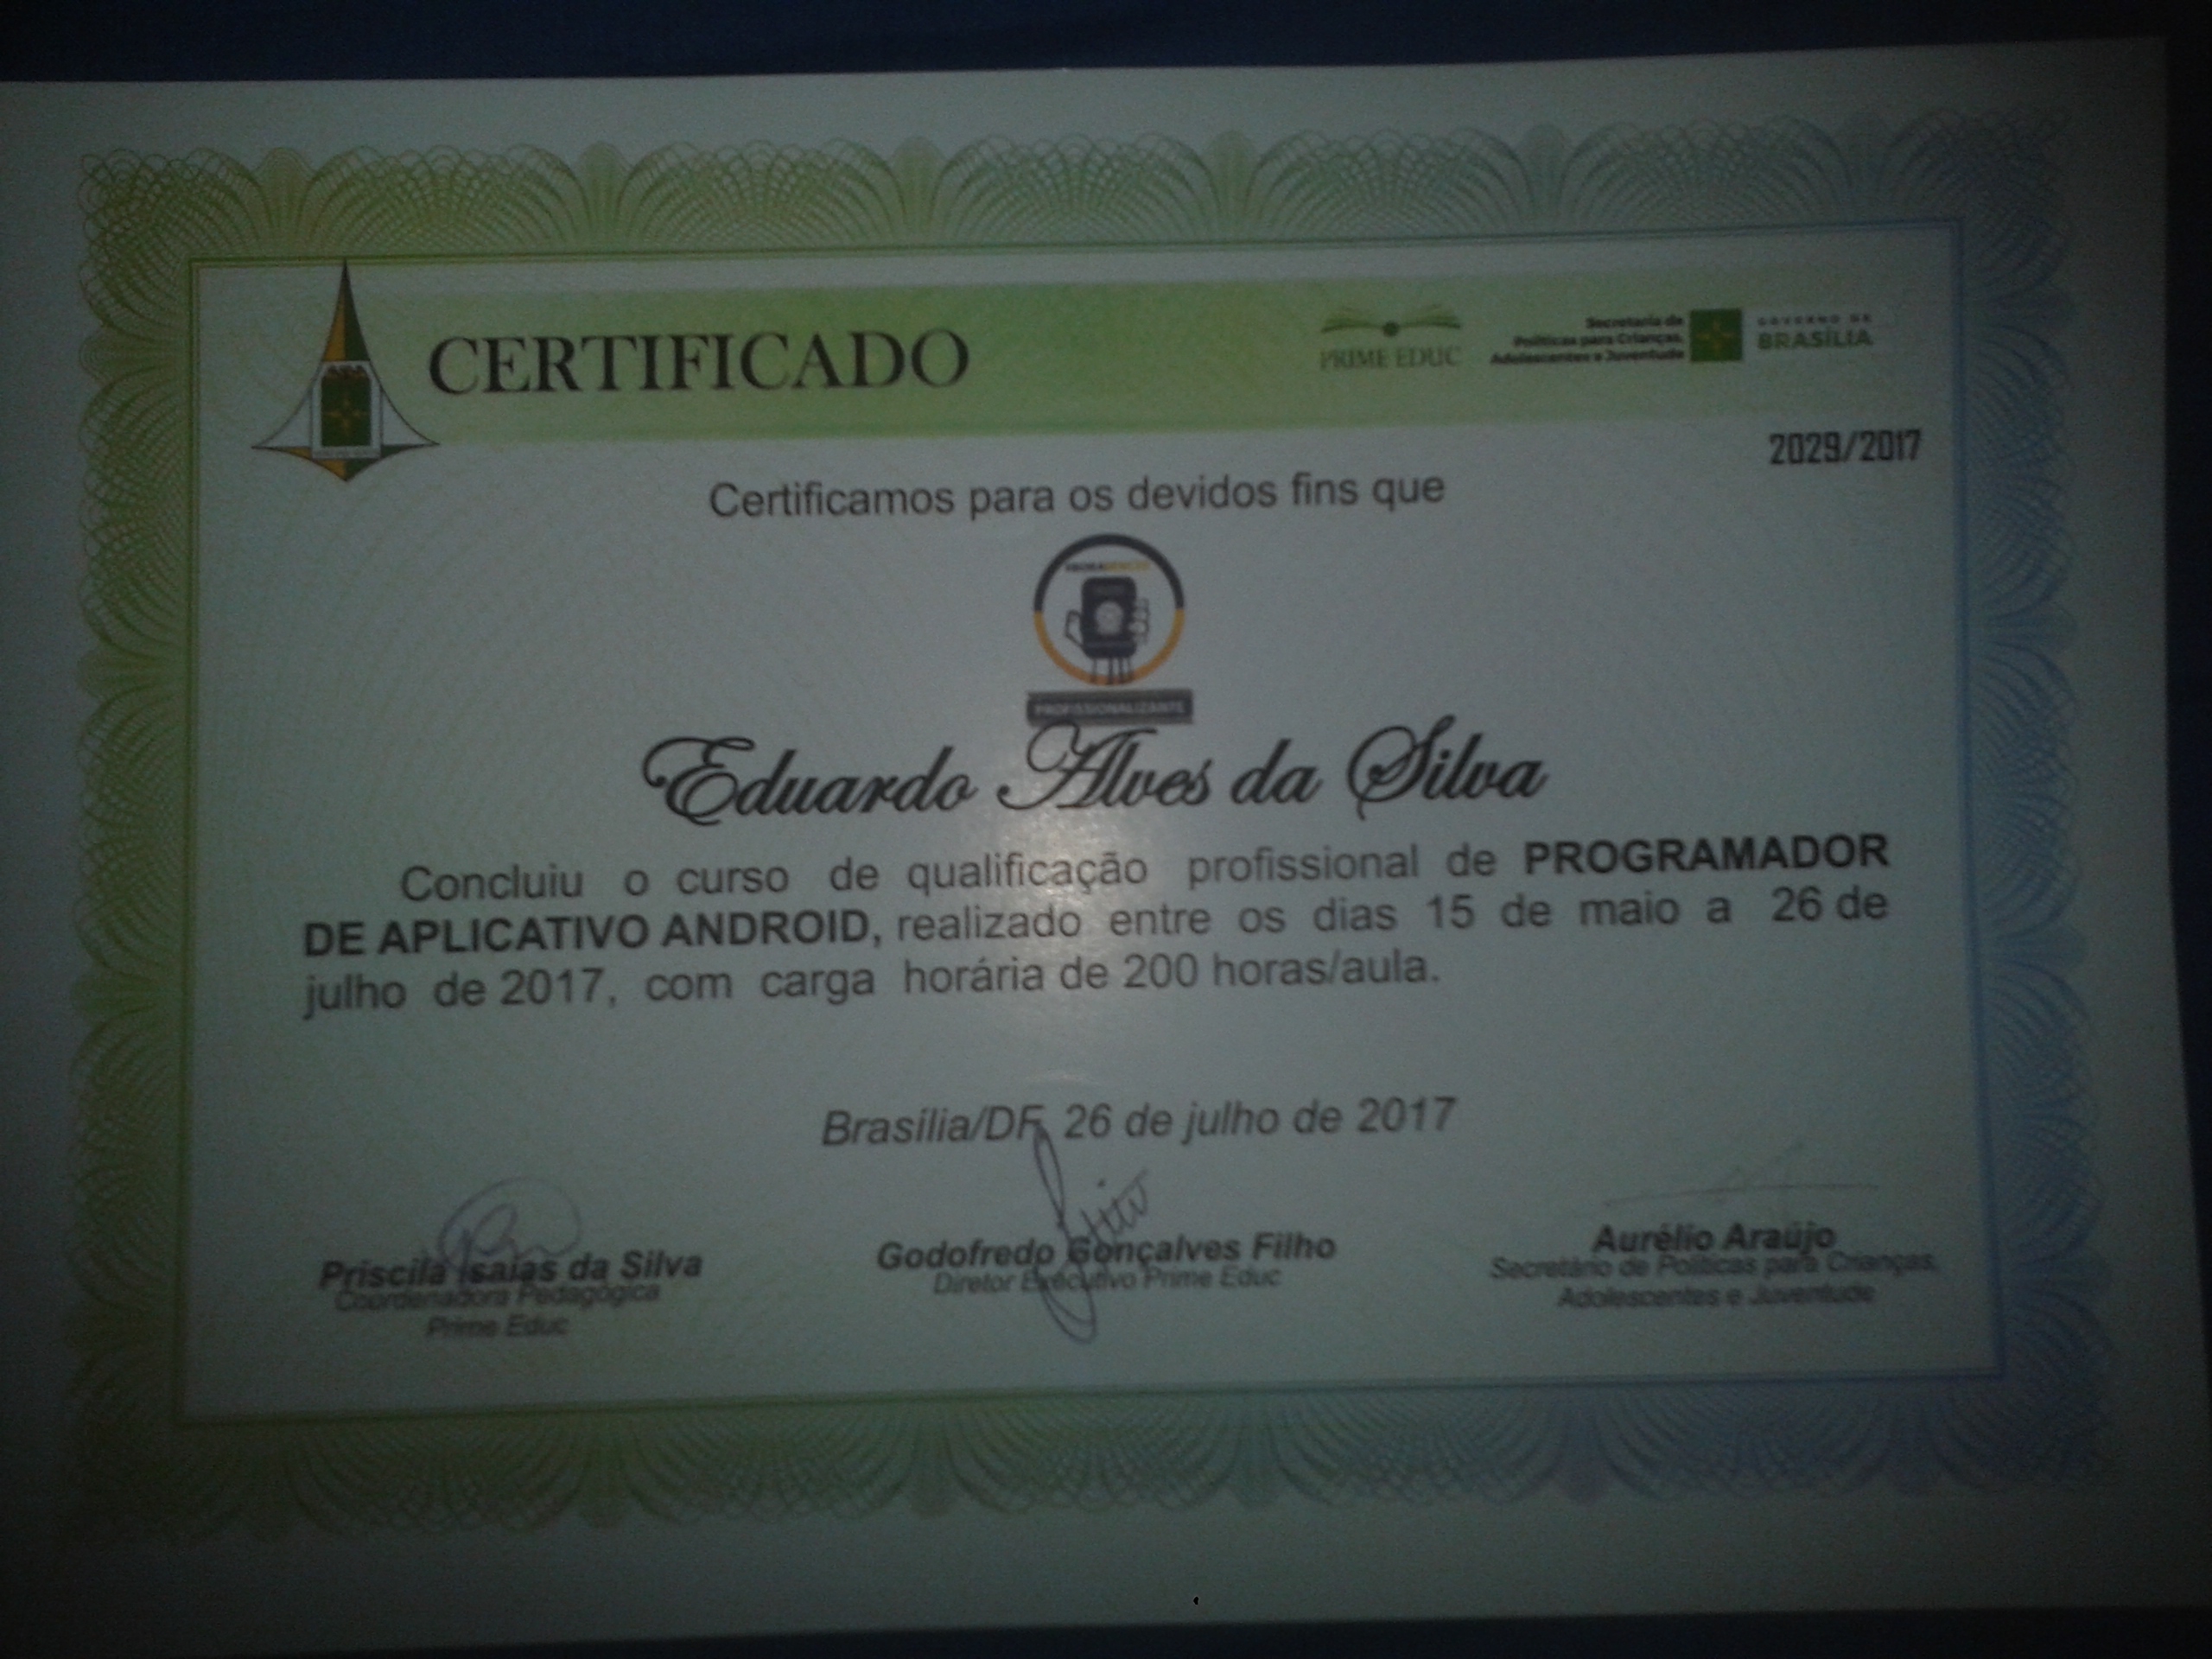 CERTIFICADO
PRIME EDUC
Secretaria de
Políticas para Crianças,
Adolescentes e Juventude
GOVERNO DE
BRASÍLIA
2029/2017
Certificamos para os devidos fins que
PROFISSIONALIZANTE
Eduardo Alves da Silva
Concluiu o curso de qualificação profissional de PROGRAMADOR
DE APLICATIVO ANDROID, realizado entre os dias 15 de maio a 26 de
julho de 2017, com carga horária de 200 horas/aula.
Brasília/DF, 26 de julho de 2017
Priscila Isaias da Silva
Coordenadora Pedagógica
Prime Educ
Godofredo Gonçalves Filho
Diretor Executivo Prime Educ
Aurélio Araújo
Secretário de Políticas para Crianças,
Adolescentes e Juventude